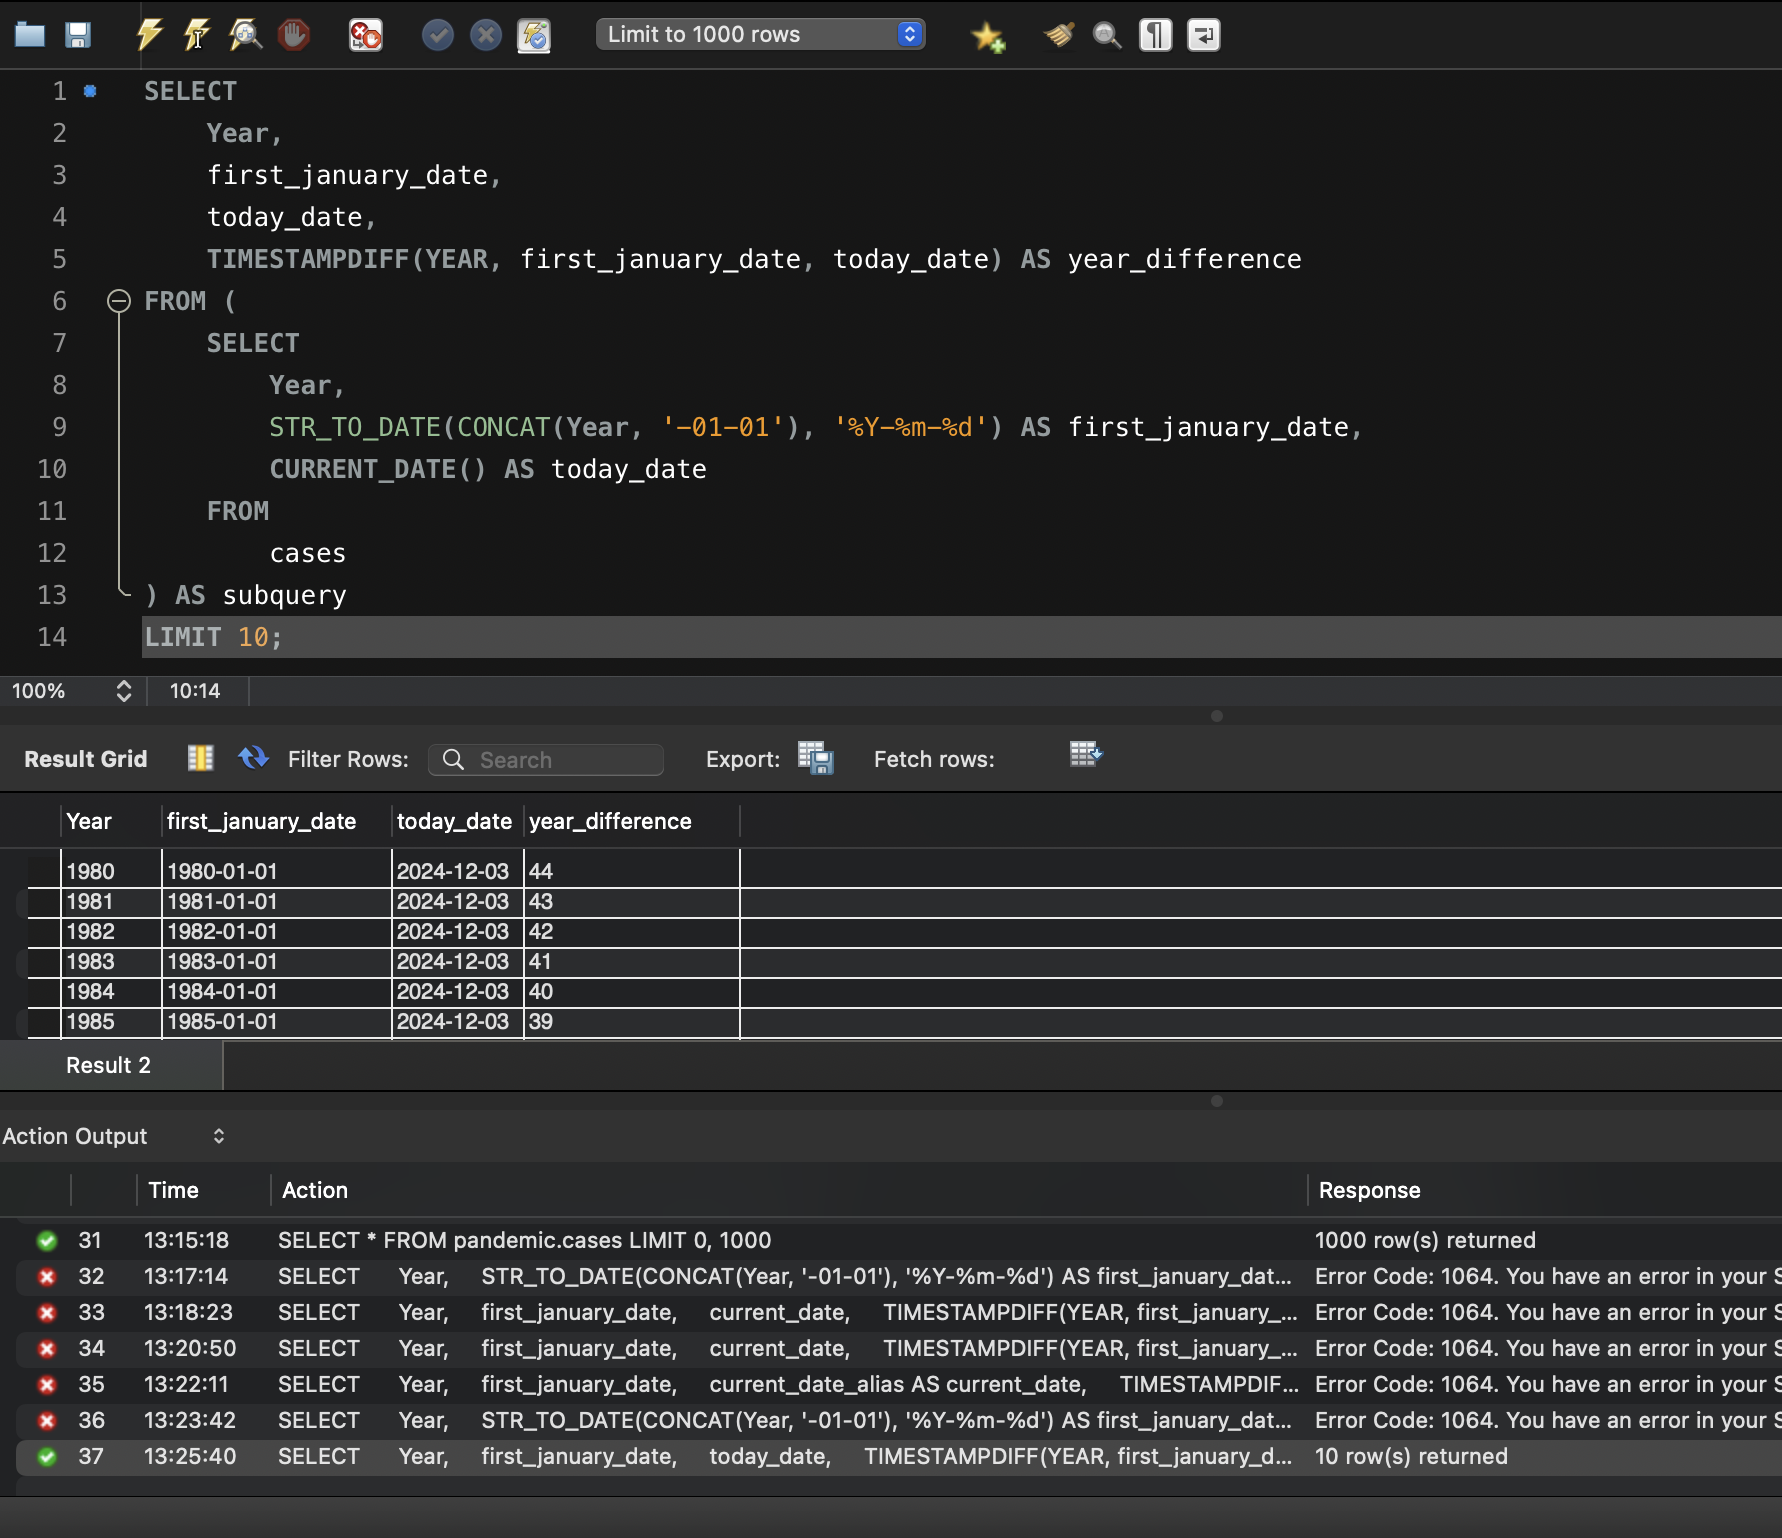 Limit to 1000 rows
1 SELECT
2 Year,
3 first_january_date,
4 today_date,
5 TIMESTAMPDIFF(YEAR, first_january_date, today_date) AS year_difference
6 FROM (
7 SELECT
8 Year,
9 STR_TO_DATE(CONCAT(Year, '-01-01'), '%Y-%m-%d') AS first_january_date,
10 CURRENT_DATE() AS today_date
11 FROM
12 cases
13 ) AS subquery
14 LIMIT 10;
100% 10:14
Result Grid Filter Rows: Search Export: Fetch rows:
Year first_january_date today_date year_difference
1980 1980-01-01 2024-12-03 44
1981 1981-01-01 2024-12-03 43
1982 1982-01-01 2024-12-03 42
1983 1983-01-01 2024-12-03 41
1984 1984-01-01 2024-12-03 40
1985 1985-01-01 2024-12-03 39
Result 2
Action Output
Time Action Response
31 13:15:18 SELECT * FROM pandemic.cases LIMIT 0, 1000 1000 row(s) returned
32 13:17:14 SELECT Year, STR_TO_DATE(CONCAT(Year, '-01-01'), '%Y-%m-%d') AS first_january_dat... Error Code: 1064. You have an error in your S
33 13:18:23 SELECT Year, first_january_date, current_date, TIMESTAMPDIFF(YEAR, first_january_... Error Code: 1064. You have an error in your S
34 13:20:50 SELECT Year, first_january_date, current_date, TIMESTAMPDIFF(YEAR, first_january_... Error Code: 1064. You have an error in your S
35 13:22:11 SELECT Year, first_january_date, current_date_alias AS current_date, TIMESTAMPDIF... Error Code: 1064. You have an error in your S
36 13:23:42 SELECT Year, STR_TO_DATE(CONCAT(Year, '-01-01'), '%Y-%m-%d') AS first_january_dat... Error Code: 1064. You have an error in your S
37 13:25:40 SELECT Year, first_january_date, today_date, TIMESTAMPDIFF(YEAR, first_january_d... 10 row(s) returned